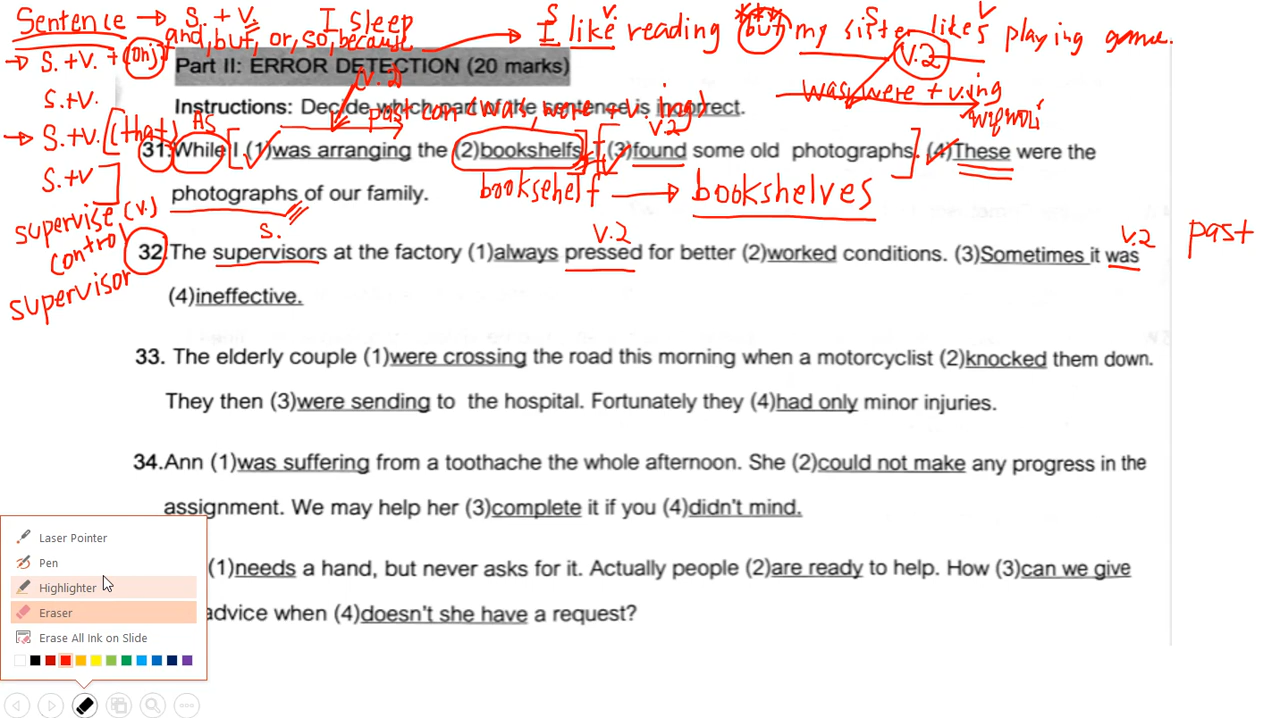 Sentence → S. + V. I sleep
and, but, or, so, because → I like reading but my sister likes playing game.
S V. S V
→ S. +V. + Conj
S. +V.
→ S. +V. (that)
S. +V
V.2
was, were + V.ing
Part II: ERROR DETECTION (20 marks)
(V.2)
Instructions: Decide which part of the sentence is incorrect.
past con (was, were + V. ing)
As
V.2
31. While I (1)was arranging the (2)bookshelfs, I (3)found some old photographs. (4)These were the
photographs of our family.
booksehelf → bookshelves
supervise (v.)
control
supervisor
S.
V.2
V.2
past
32.The supervisors at the factory (1)always pressed for better (2)worked conditions. (3)Sometimes it was
(4)ineffective.
33. The elderly couple (1)were crossing the road this morning when a motorcyclist (2)knocked them down.
They then (3)were sending to the hospital. Fortunately they (4)had only minor injuries.
34.Ann (1)was suffering from a toothache the whole afternoon. She (2)could not make any progress in the
assignment. We may help her (3)complete it if you (4)didn't mind.
(1)needs a hand, but never asks for it. Actually people (2)are ready to help. How (3)can we give
advice when (4)doesn't she have a request?
Laser Pointer
Pen
Highlighter
Eraser
Erase All Ink on Slide